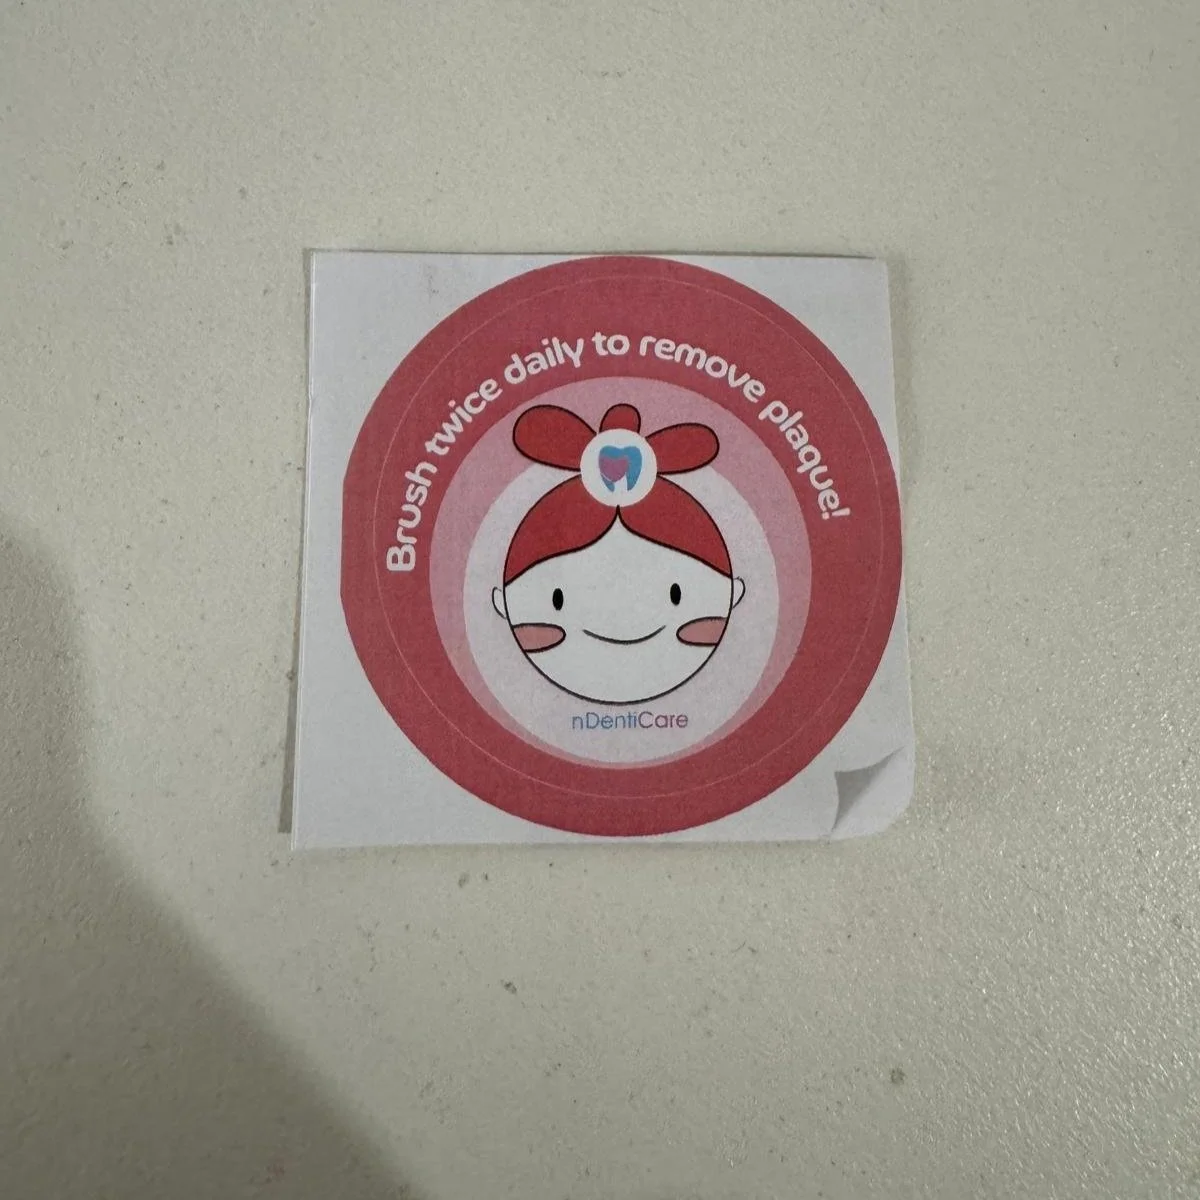 Brush twice daily to remove plaque!
nDentiCare